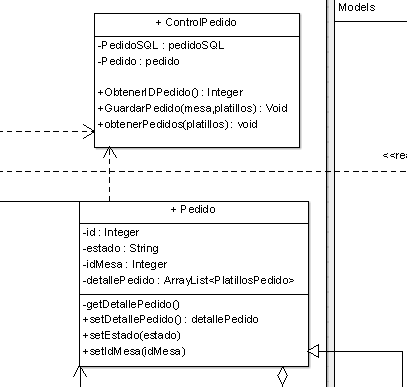 + ControlPedido
Models
-PedidoSQL : pedidoSQL
-Pedido : pedido
+ObtenerIDPedido() : Integer
+GuardarPedido(mesa,platillos) : Void
+obtenerPedidos(platillos) : void
<<rea
+ Pedido
-id : Integer
-estado : String
-idMesa : Integer
-detallePedido : ArrayList<PlatillosPedido>
-getDetallePedido()
+setDetallePedido() : detallePedido
+setEstado(estado)
+setIdMesa(idMesa)